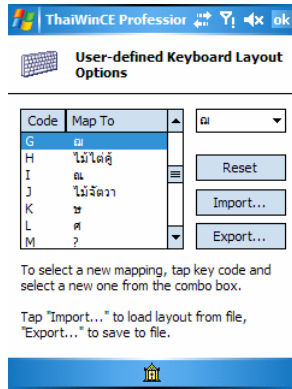 ThaiWinCE Professior
ok
User-defined Keyboard Layout
Options
Code Map To
G ฌ
H ไม้ไต่คู้
I ณ
J ไม้จัตวา
K ษ
L ศ
M ?
ฌ
Reset
Import...
Export...
To select a new mapping, tap
key code and
select a new one from the
combo box.
Tap "Import..." to load layout
from file,
"Export..." to save to file.